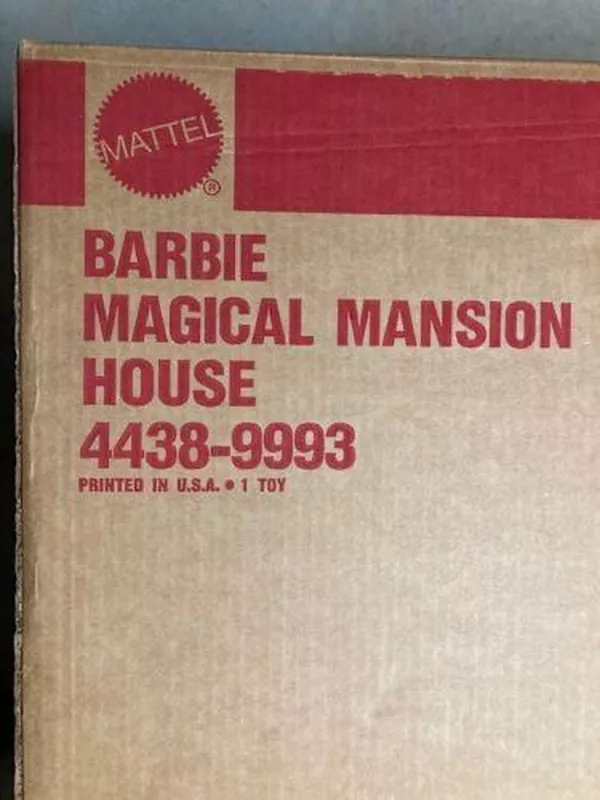 MATTEL
®
BARBIE
MAGICAL MANSION
HOUSE
4438-9993
PRINTED IN U.S.A. • 1 TOY